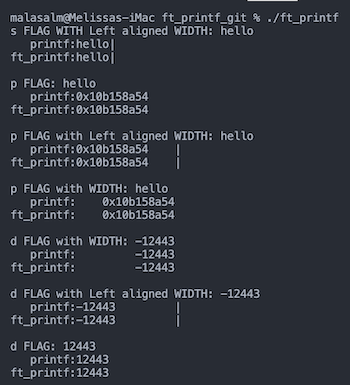 malasalm@Melissas-iMac ft_printf_git % ./ft_printf
s FLAG WITH Left aligned WIDTH: hello
   printf:hello|
ft_printf:hello|

p FLAG: hello
   printf:0x10b158a54
ft_printf:0x10b158a54

p FLAG with Left aligned WIDTH: hello
   printf:0x10b158a54    |
ft_printf:0x10b158a54    |

p FLAG with WIDTH: hello
   printf:    0x10b158a54
ft_printf:    0x10b158a54

d FLAG with WIDTH: -12443
   printf:         -12443
ft_printf:         -12443

d FLAG with Left aligned WIDTH: -12443
   printf:-12443         |
ft_printf:-12443         |

d FLAG: 12443
   printf:12443
ft_printf:12443